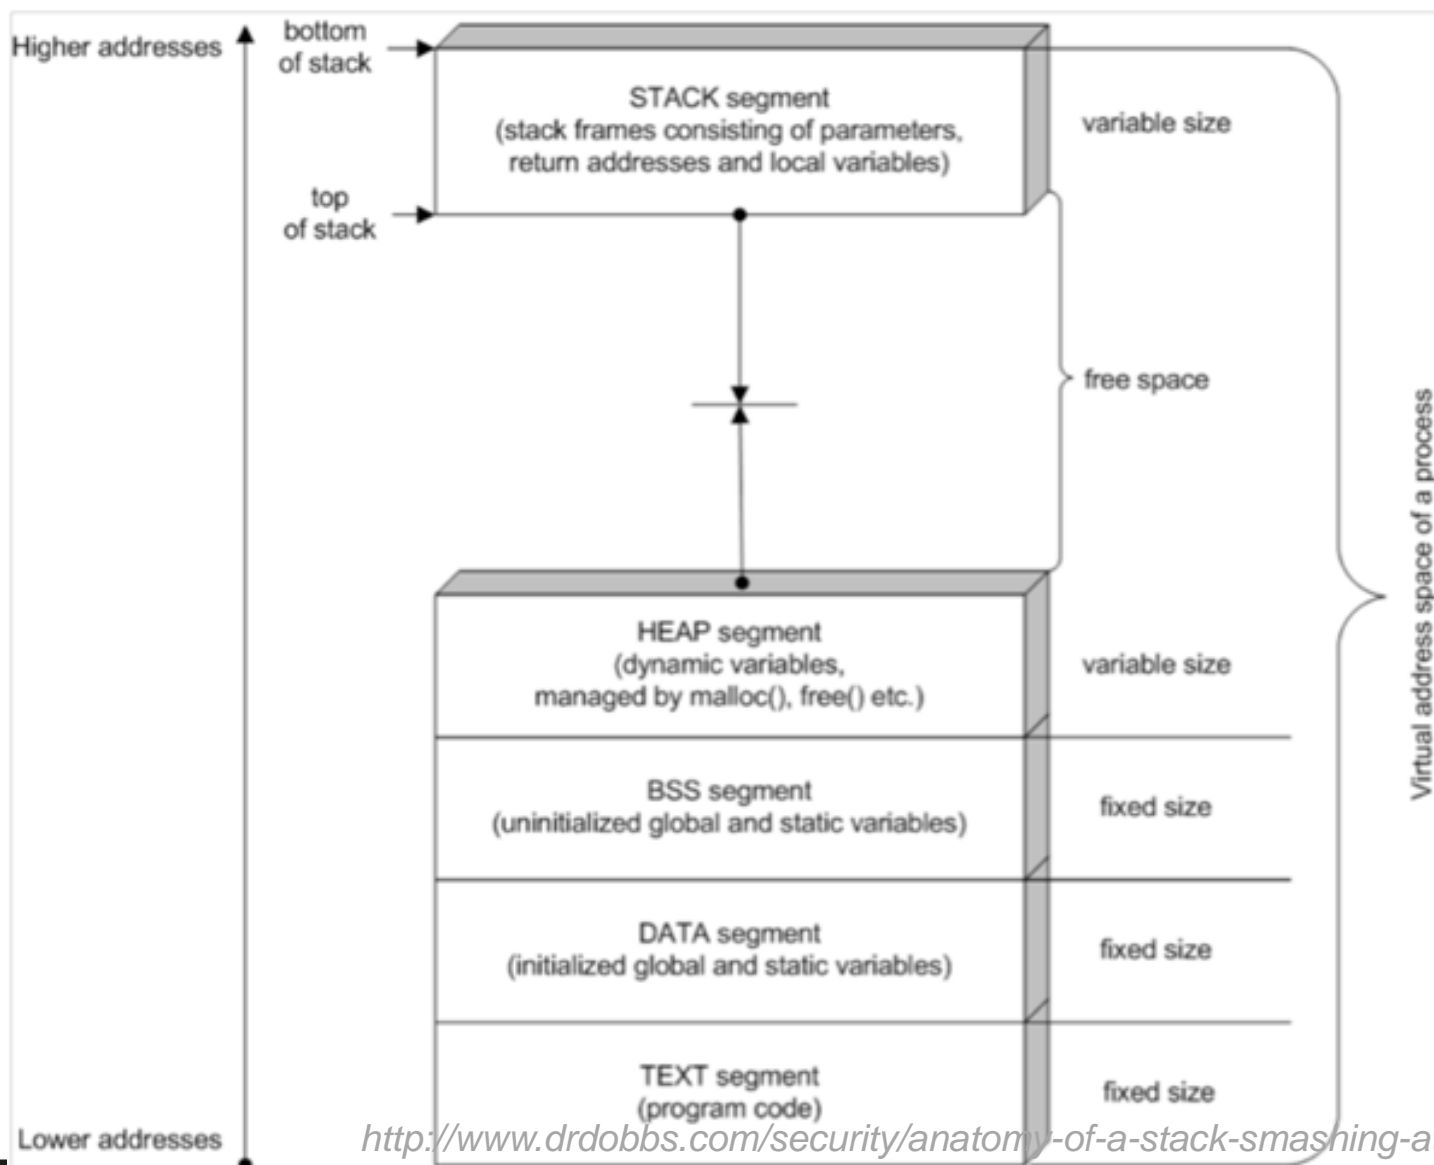 Higher addresses
bottom
of stack
STACK segment
(stack frames consisting of parameters,
return addresses and local variables)
variable size
top
of stack
free space
Virtual address space of a process
HEAP segment
(dynamic variables,
managed by malloc(), free() etc.)
variable size
BSS segment
(uninitialized global and static variables)
fixed size
DATA segment
(initialized global and static variables)
fixed size
TEXT segment
(program code)
fixed size
Lower addresses
http://www.drdobbs.com/security/anatomy-of-a-stack-smashing-a